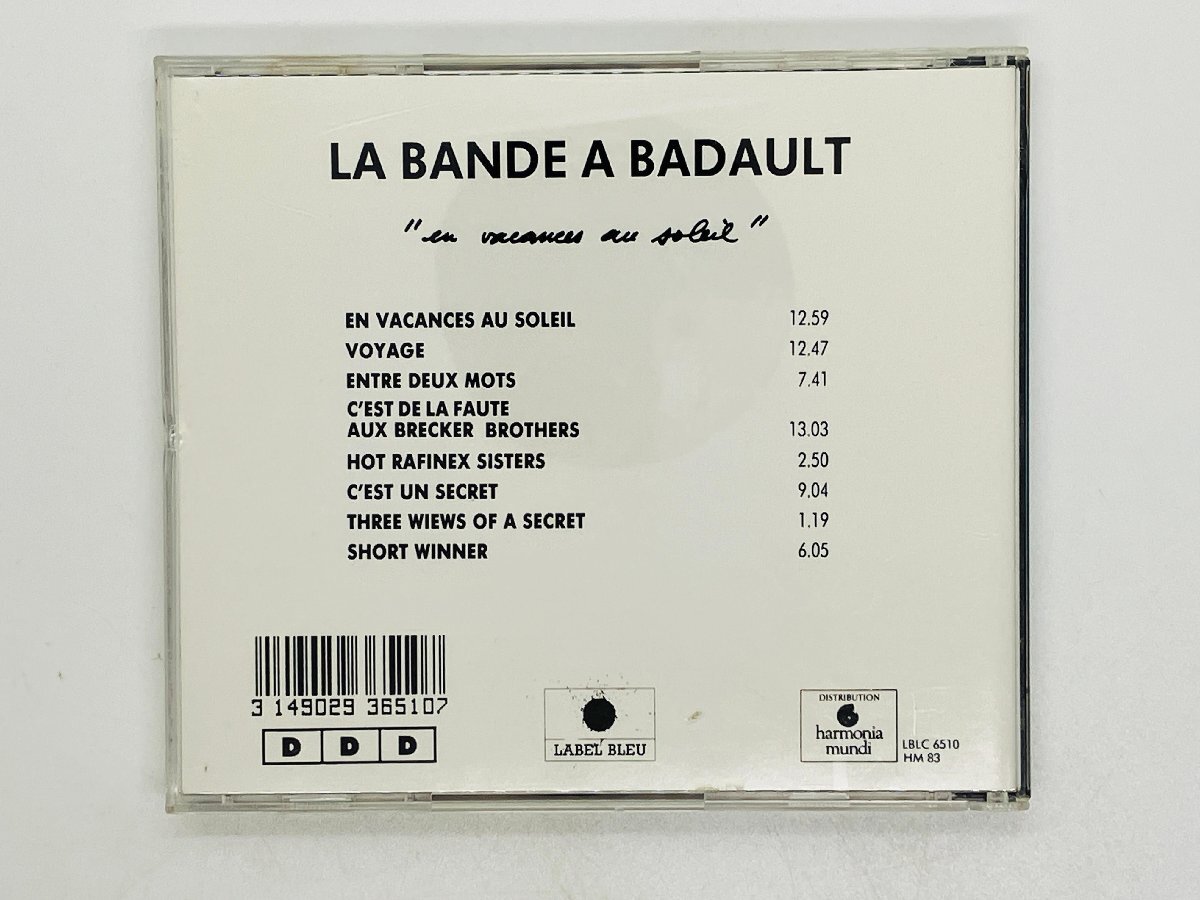 LA BANDE A BADAULT
"en vacances au soleil"
EN VACANCES AU SOLEIL 12.59
VOYAGE 12.47
ENTRE DEUX MOTS 7.41
C'EST DE LA FAUTE
AUX BRECKER BROTHERS 13.03
HOT RAFINEX SISTERS 2.50
C'EST UN SECRET 9.04
THREE WIEWS OF A SECRET 1.19
SHORT WINNER 6.05
3 149029 365107
D D D
LABEL BLEU
DISTRIBUTION
harmonia
mundi
LBLC 6510
HM 83